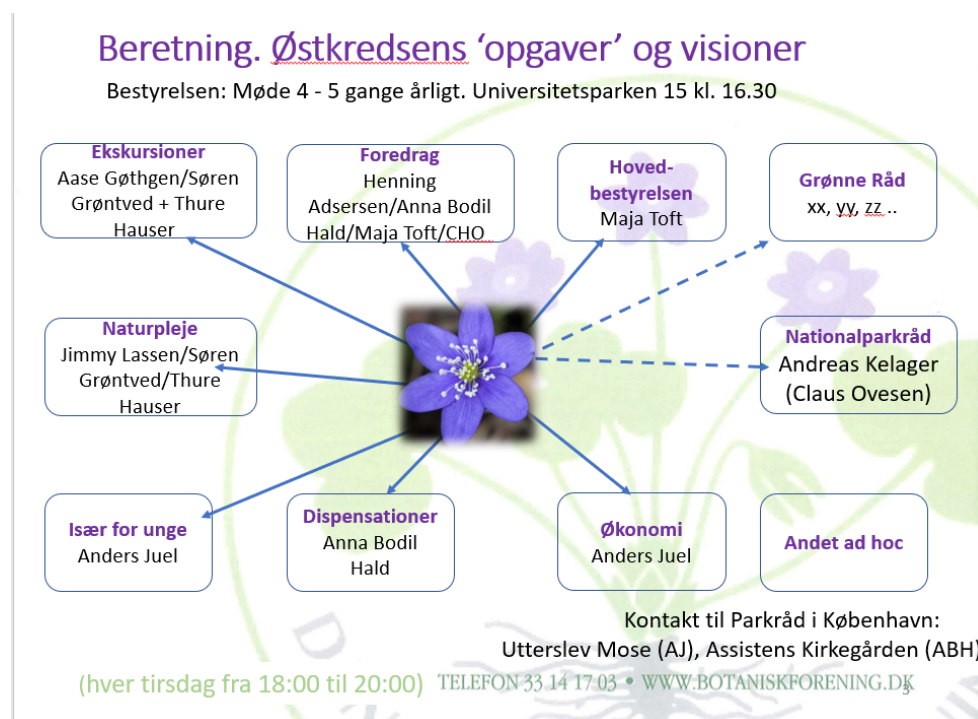 Beretning. Østkredsens ‘opgaver’ og visioner
Bestyrelsen: Møde 4 - 5 gange årligt. Universitetsparken 15 kl. 16.30
Ekskursioner
Aase Gøthgen/Søren
Grøntved + Thure
Hauser
Foredrag
Henning
Adsersen/Anna Bodil
Hald/Maja Toft/CHO
Hoved-
bestyrelsen
Maja Toft
Grønne Råd
xx, yy, zz ..
Naturpleje
Jimmy Lassen/Søren
Grøntved/Thure
Hauser
Nationalparkråd
Andreas Kelager
(Claus Ovesen)
Især for unge
Anders Juel
Dispensationer
Anna Bodil
Hald
Økonomi
Anders Juel
Andet ad hoc
Kontakt til Parkråd i København:
Utterslev Mose (AJ), Assistens Kirkegården (ABH)
(hver tirsdag fra 18:00 til 20:00)
TELEFON 33 14 17 03 • WWW.BOTANISKFORENING.DK
3